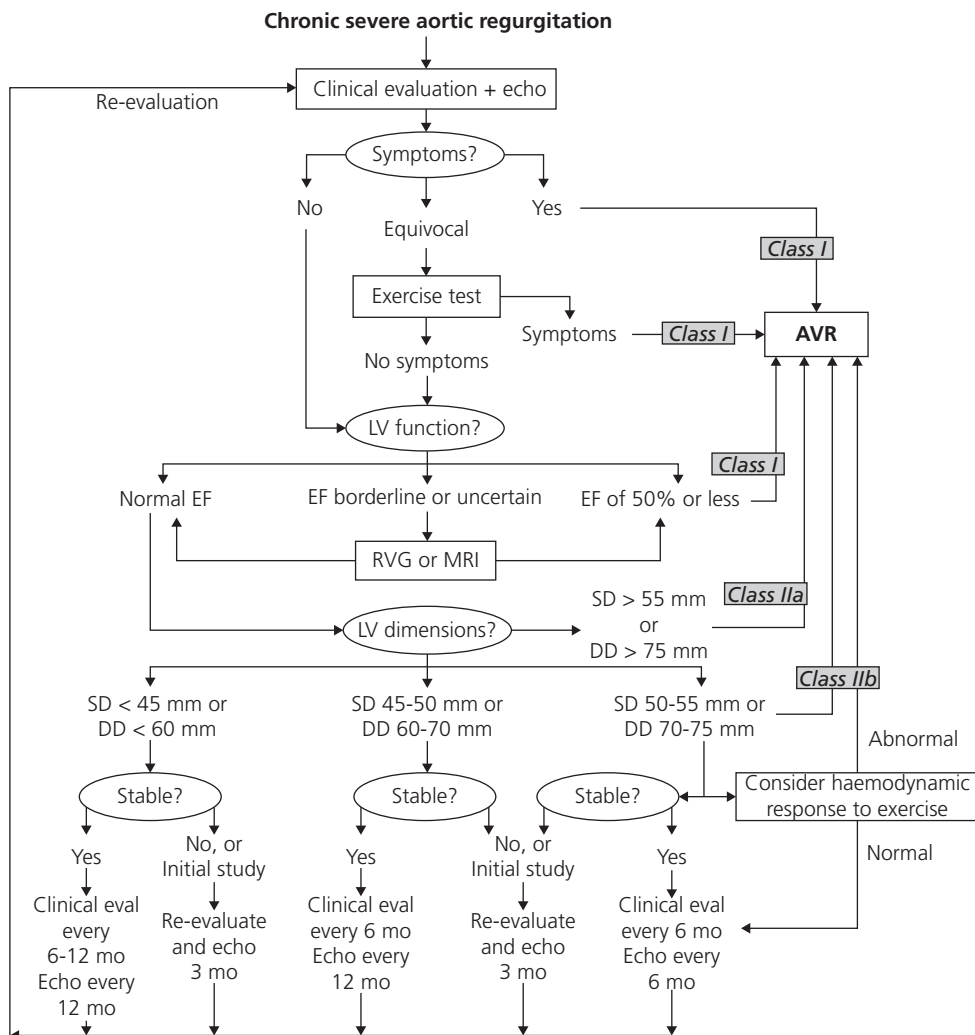 Chronic severe aortic regurgitation
Clinical evaluation + echo
Re-evaluation
Symptoms?
No
Equivocal
Yes
Class I
Exercise test
Symptoms
Class I
AVR
No symptoms
LV function?
Class I
Normal EF
EF borderline or uncertain
EF of 50% or less
RVG or MRI
Class IIa
LV dimensions?
SD > 55 mm
or
DD > 75 mm
Class IIb
SD < 45 mm or
DD < 60 mm
SD 45-50 mm or
DD 60-70 mm
SD 50-55 mm or
DD 70-75 mm
Abnormal
Stable?
Stable?
Stable?
Consider haemodynamic
response to exercise
Normal
Yes
No, or
Initial study
Yes
No, or
Initial study
Yes
Clinical eval
every
6-12 mo
Echo every
12 mo
Re-evaluate
and echo
3 mo
Clinical eval
every 6 mo
Echo every
12 mo
Re-evaluate
and echo
3 mo
Clinical eval
every 6 mo
Echo every
6 mo